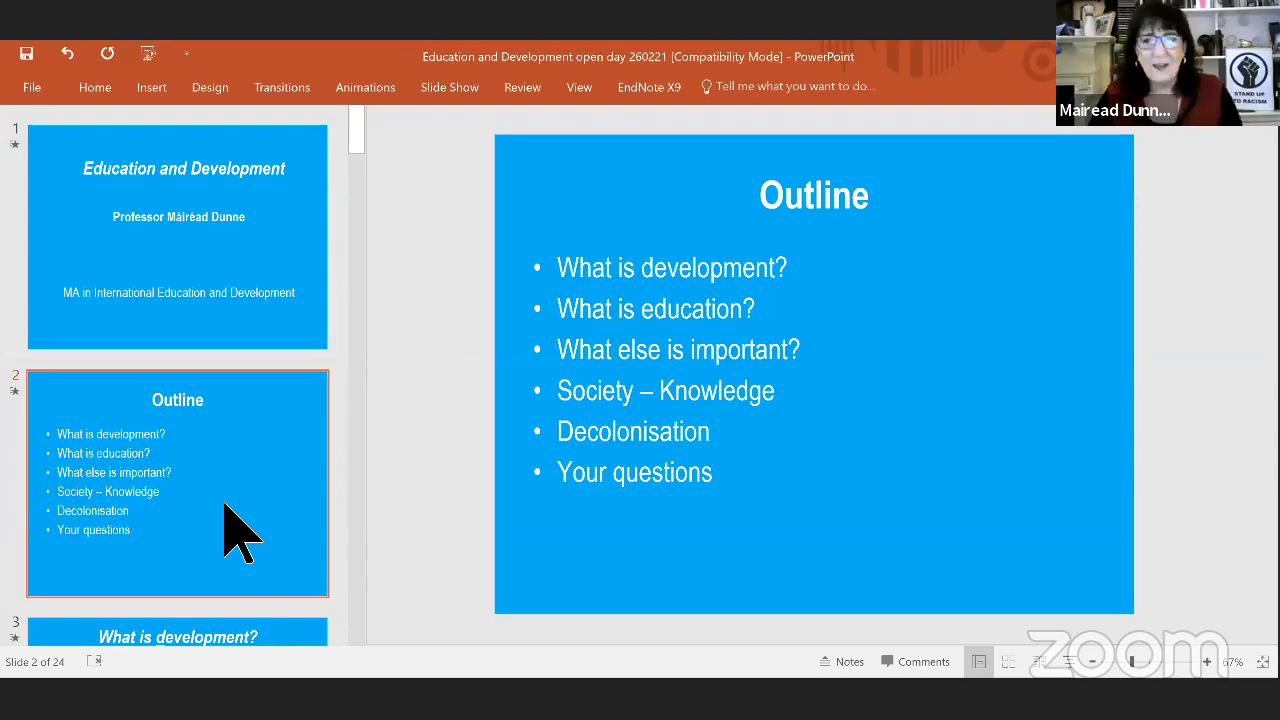 Education and Development open day 260221 [Compatibility Mode] - PowerPoint
File Home Insert Design Transitions Animations Slide Show Review View EndNote X9 Tell me what you want to do...
STAND UP
TO RACISM
Mairead Dunn...
1
Education and Development
Professor Máiréad Dunne
MA in International Education and Development
2
Outline
• What is development?
• What is education?
• What else is important?
• Society – Knowledge
• Decolonisation
• Your questions
3
What is development?
Outline
• What is development?
• What is education?
• What else is important?
• Society – Knowledge
• Decolonisation
• Your questions
Slide 2 of 24 Notes Comments 67%
zoom